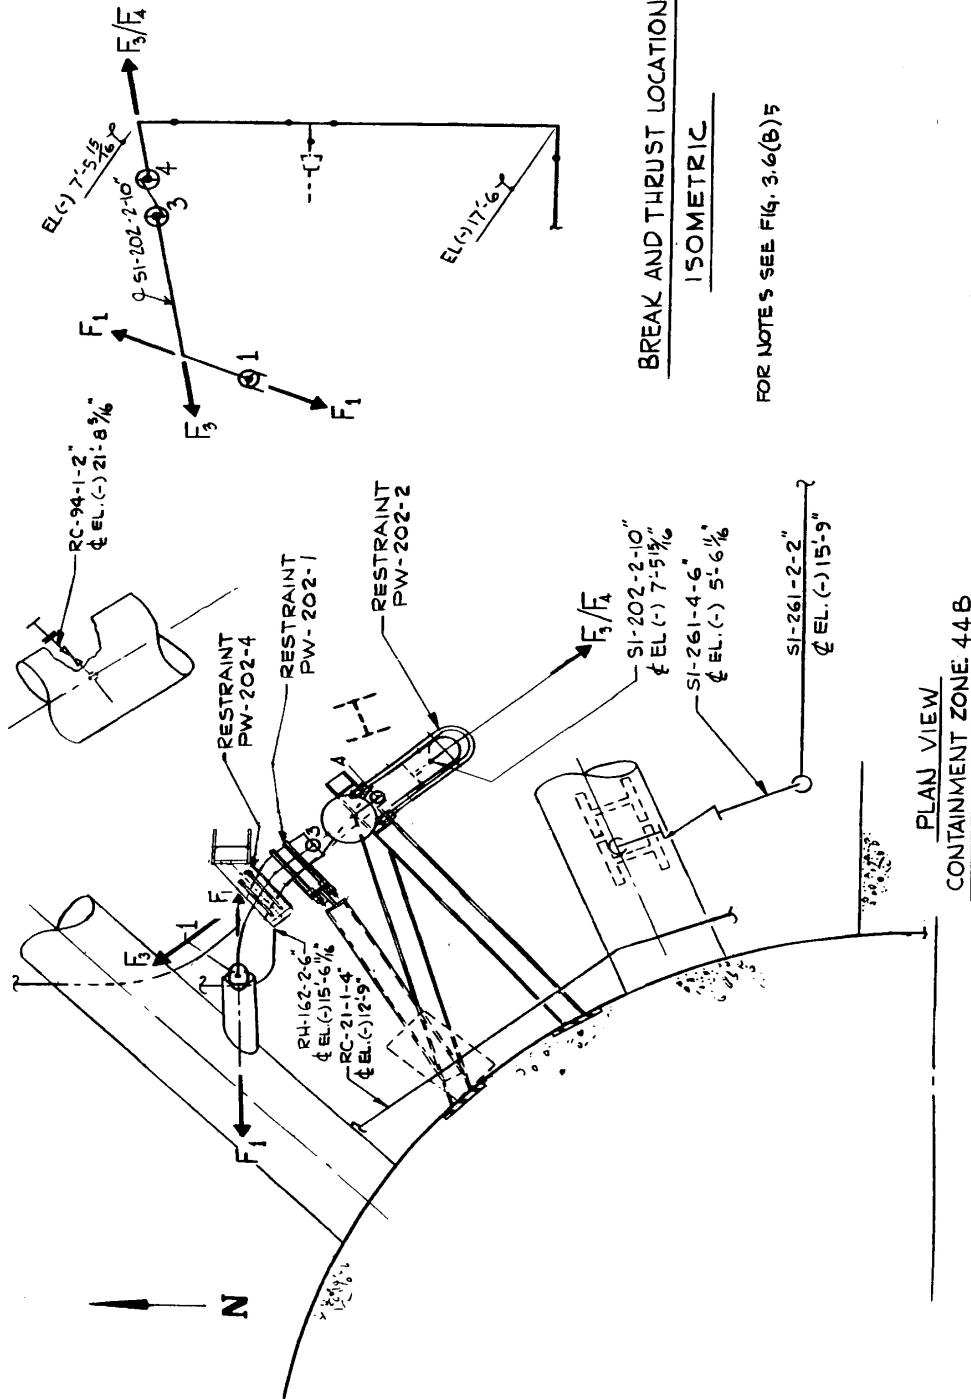 F3/F4
EL(-) 7'-5 15/16 ℄
℄ SI-202-2-10"
4
3
F1
1
F3
F1
EL(-)17'-6 ℄
BREAK AND THRUST LOCATION
ISOMETRIC
FOR NOTES SEE FIG. 3.6(B)5
RC-94-1-2"
℄ EL.(-) 21'-8 3/16"
RESTRAINT
PW-202-4
RESTRAINT
PW-202-1
RESTRAINT
PW-202-2
F3/F4
SI-202-2-10"
℄ EL(-) 7'-5 15/16"
SI-261-4-6"
℄ EL.(-) 5'-6 11/16"
SI-261-2-2"
℄ EL.(-)15'-9"
F3
1
F1
3
4
RH-162-2-6"
℄ EL.(-)15'-6 11/16"
RC-21-1-4"
℄ EL.(-)12'-9"
F1
N
PLAN VIEW
CONTAINMENT ZONE 44B